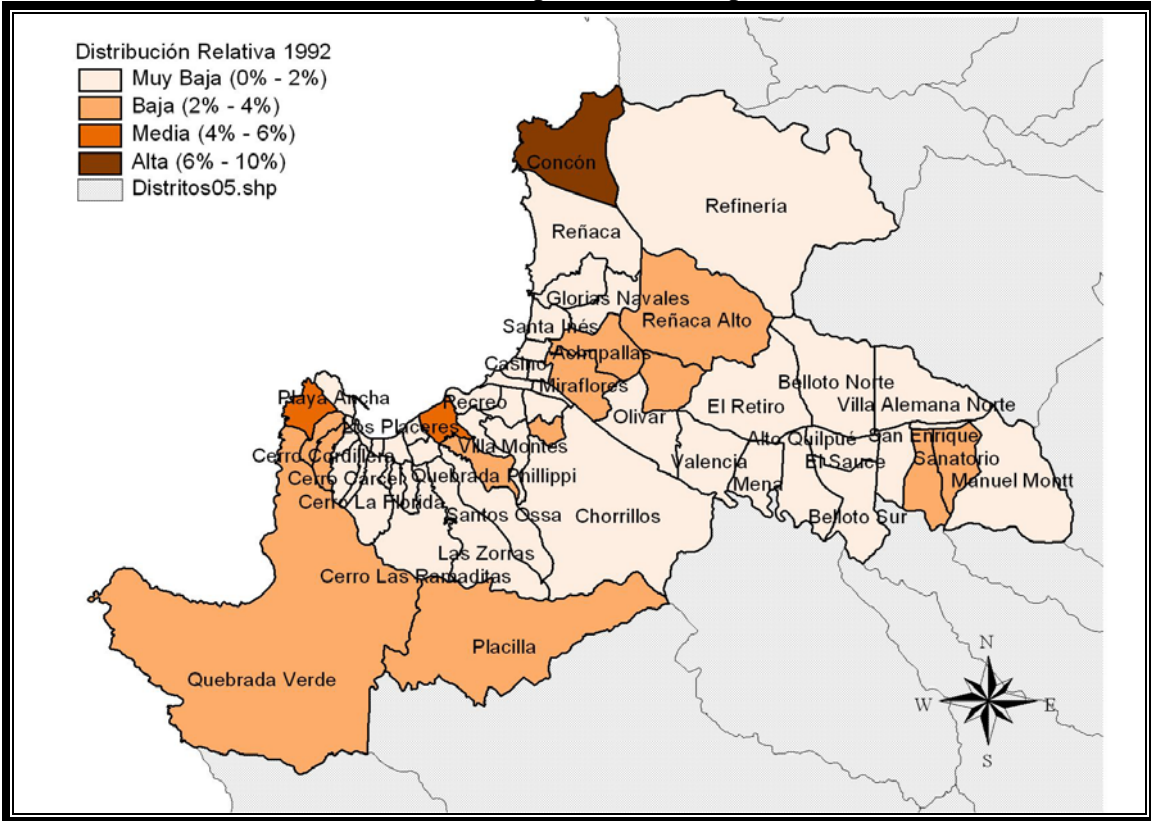 Distribución Relativa 1992
Muy Baja (0% - 2%)
Baja (2% - 4%)
Media (4% - 6%)
Alta (6% - 10%)
Distritos05.shp
Concón
Refinería
Reñaca
Glorias Navales
Santa Inés
Reñaca Alto
Achupallas
Casino
Miraflores
Belloto Norte
Playa Ancha
Recreo
Olivar
El Retiro
Villa Alemana Norte
Los Placeres
Villa Montes
Alto Quilpué
San Enrique
Cerro Cordillera
Valencia
El Sauce
Sanatorio
Cerro Cárcel
Quebrada Phillippi
Mena
Manuel Montt
Cerro La Florida
Santos Ossa
Chorrillos
Belloto Sur
Las Zorras
Cerro Las Ramaditas
Placilla
Quebrada Verde
N
W
E
S